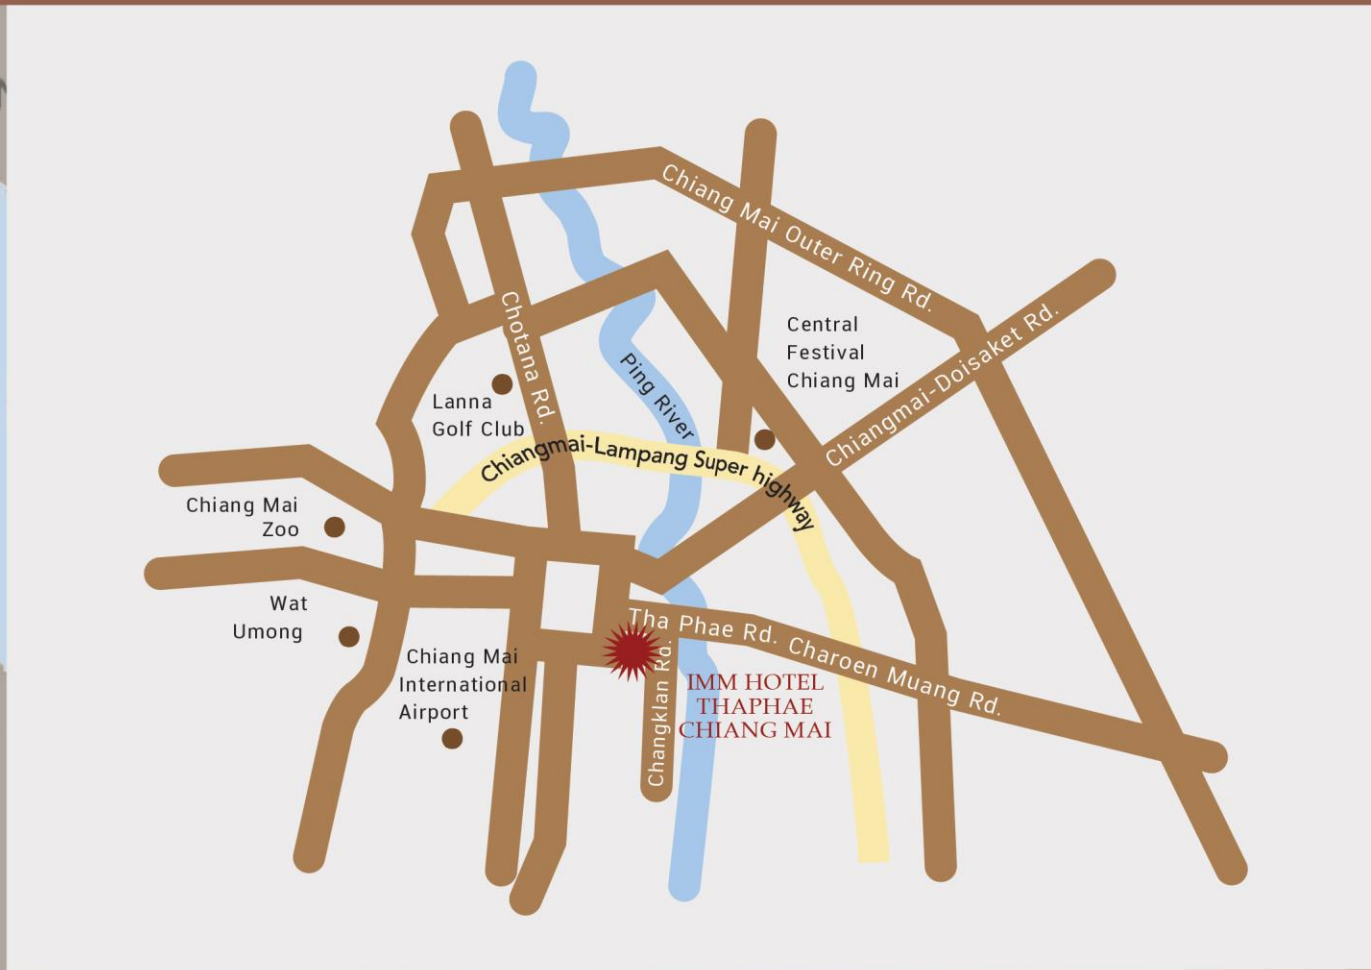 Chiang Mai Outer Ring Rd.
Chotana Rd.
Central
Festival
Chiang Mai
Chiangmai-Doisaket Rd.
Ping River
Lanna
Golf Club
Chiangmai-Lampang Super highway
Chiang Mai
Zoo
Wat
Umong
Chiang Mai
International
Airport
Tha Phae Rd.
Charoen Muang Rd.
Changklan Rd.
IMM HOTEL
THAPHAE
CHIANG MAI